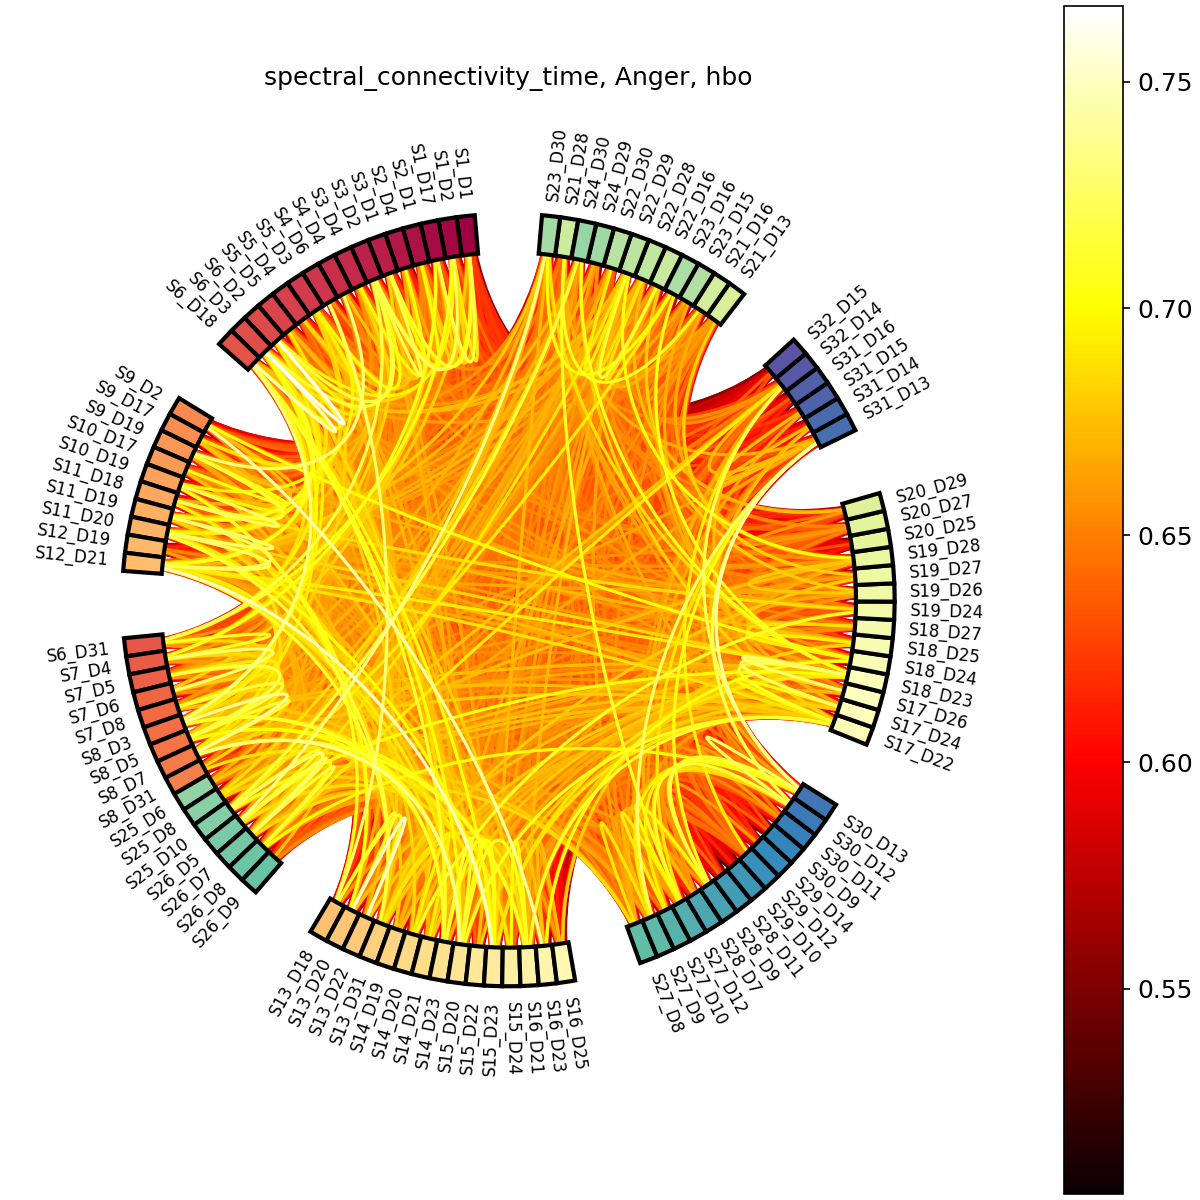 spectral_connectivity_time, Anger, hbo
S1_D1
S1_D2
S1_D17
S2_D1
S2_D4
S3_D1
S3_D2
S3_D4
S4_D4
S4_D6
S5_D3
S5_D4
S5_D5
S6_D2
S6_D3
S6_D18
S9_D2
S9_D17
S9_D19
S10_D17
S10_D19
S11_D18
S11_D19
S11_D20
S12_D19
S12_D21
S6_D31
S7_D4
S7_D5
S7_D6
S7_D8
S8_D3
S8_D5
S8_D7
S8_D31
S25_D6
S25_D8
S25_D10
S26_D5
S26_D7
S26_D8
S26_D9
S13_D18
S13_D20
S13_D22
S13_D31
S14_D19
S14_D20
S14_D21
S14_D23
S15_D20
S15_D22
S15_D23
S15_D24
S16_D21
S16_D23
S16_D25
S27_D8
S27_D9
S27_D10
S27_D12
S28_D7
S28_D9
S28_D11
S29_D10
S29_D12
S29_D14
S30_D9
S30_D11
S30_D12
S30_D13
S17_D22
S17_D24
S17_D26
S18_D23
S18_D24
S18_D25
S18_D27
S19_D24
S19_D26
S19_D27
S19_D28
S20_D25
S20_D27
S20_D29
S31_D13
S31_D14
S31_D15
S31_D16
S32_D14
S32_D15
S21_D13
S21_D16
S23_D15
S23_D16
S22_D16
S22_D28
S22_D29
S22_D30
S24_D29
S24_D30
S21_D28
S23_D30
0.75
0.70
0.65
0.60
0.55